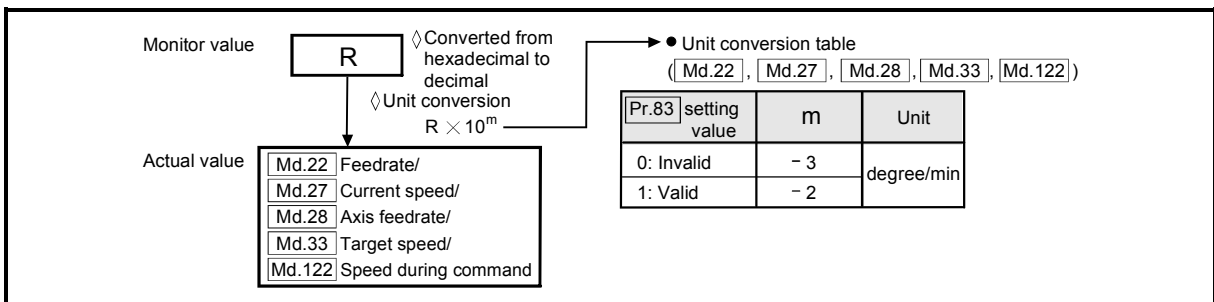 Monitor value
R
◊Converted from
hexadecimal to
decimal
◊Unit conversion
R × 10^m
● Unit conversion table
( Md.22 , Md.27 , Md.28 , Md.33 , Md.122 )
Pr.83 setting value m Unit
0: Invalid − 3 degree/min
1: Valid − 2
Actual value
Md.22 Feedrate/
Md.27 Current speed/
Md.28 Axis feedrate/
Md.33 Target speed/
Md.122 Speed during command